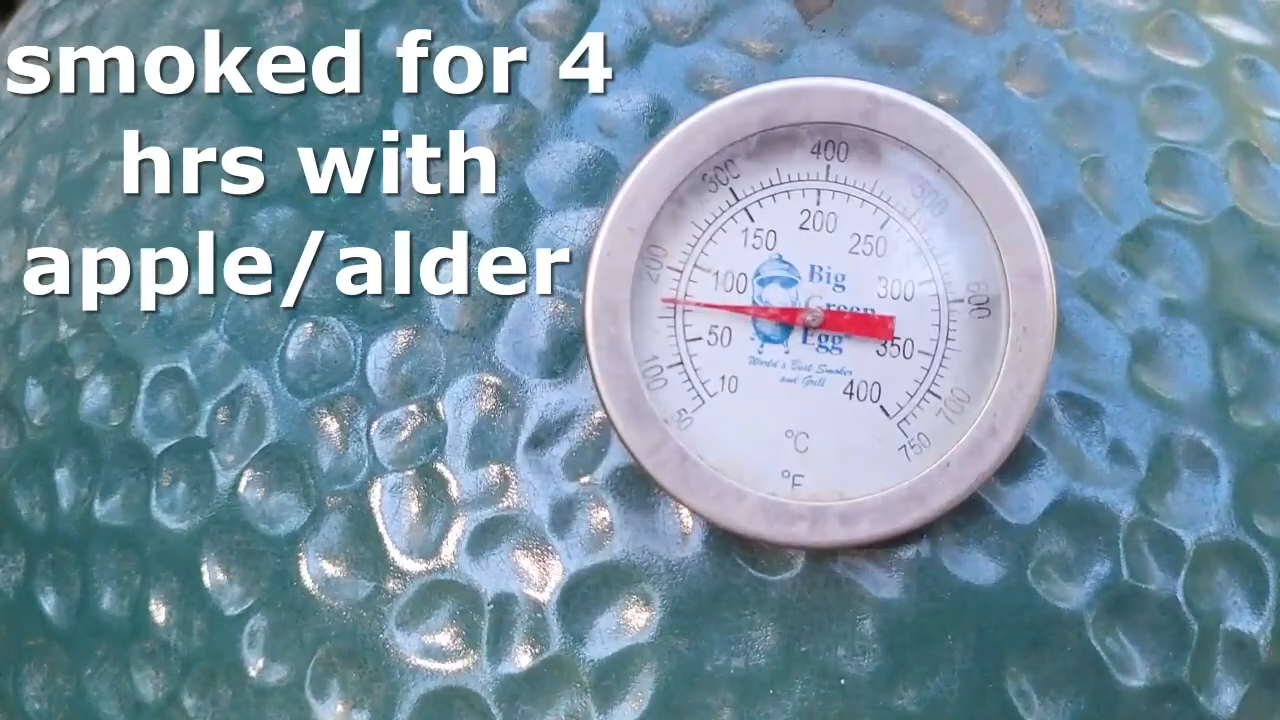 smoked for 4
hrs with
apple/alder
400
300
500
200
600
100
700
50
750
200
150
250
100
300
50
350
10
400
Big
Green
Egg
World's Best Smoker
and Grill
°C
°F